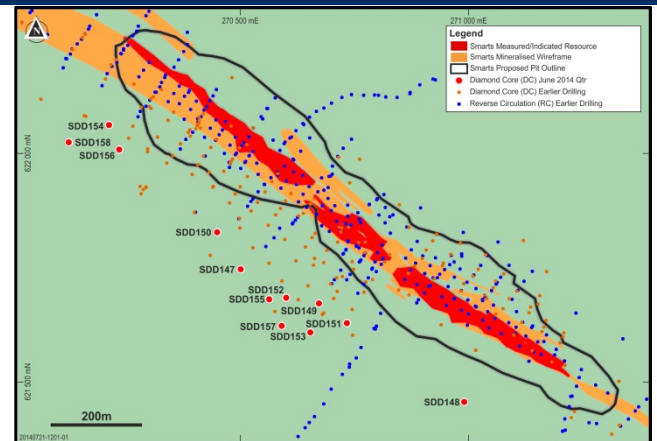 270 500 mE
271 000 mE
Legend
Smarts Measured/Indicated Resource
Smarts Mineralised Wireframe
Smarts Proposed Pit Outline
Diamond Core (DC) June 2014 Qtr
Diamond Core (DC) Earlier Drilling
Reverse Circulation (RC) Earlier Drilling
SDD154
SDD158
SDD156
622 000 mN
SDD150
SDD147
SDD152
SDD155
SDD149
SDD157
SDD151
SDD153
621 500 mN
SDD148
200m
20140721-1201-01